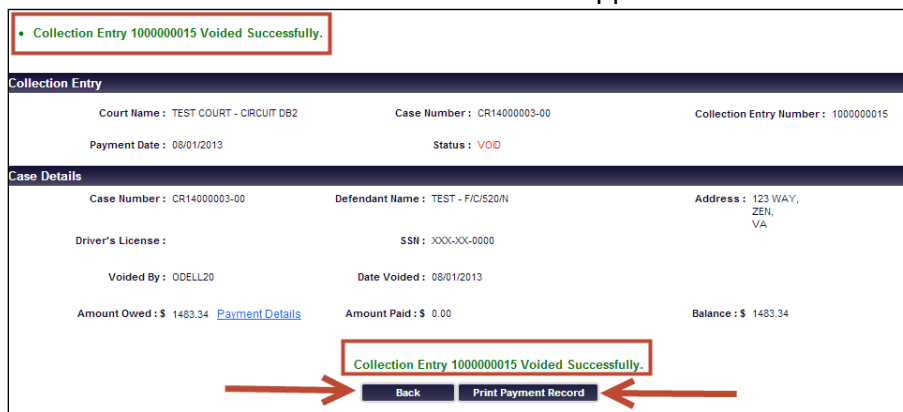 • Collection Entry 1000000015 Voided Successfully.
Collection Entry
Court Name : TEST COURT - CIRCUIT DB2 Case Number : CR14000003-00 Collection Entry Number : 1000000015
Payment Date : 08/01/2013 Status : VOID
Case Details
Case Number : CR14000003-00 Defendant Name : TEST - F/C/520/N Address : 123 WAY,
ZEN,
VA
Driver's License : SSN : XXX-XX-0000
Voided By : ODELL20 Date Voided : 08/01/2013
Amount Owed : $ 1483.34 Payment Details Amount Paid : $ 0.00 Balance : $ 1483.34
Collection Entry 1000000015 Voided Successfully.
Back Print Payment Record